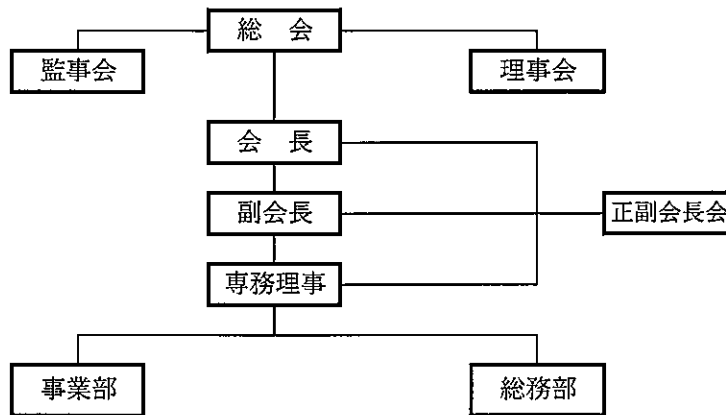 総　会
監事会
理事会
会　長
副会長
正副会長会
専務理事
事業部
総務部